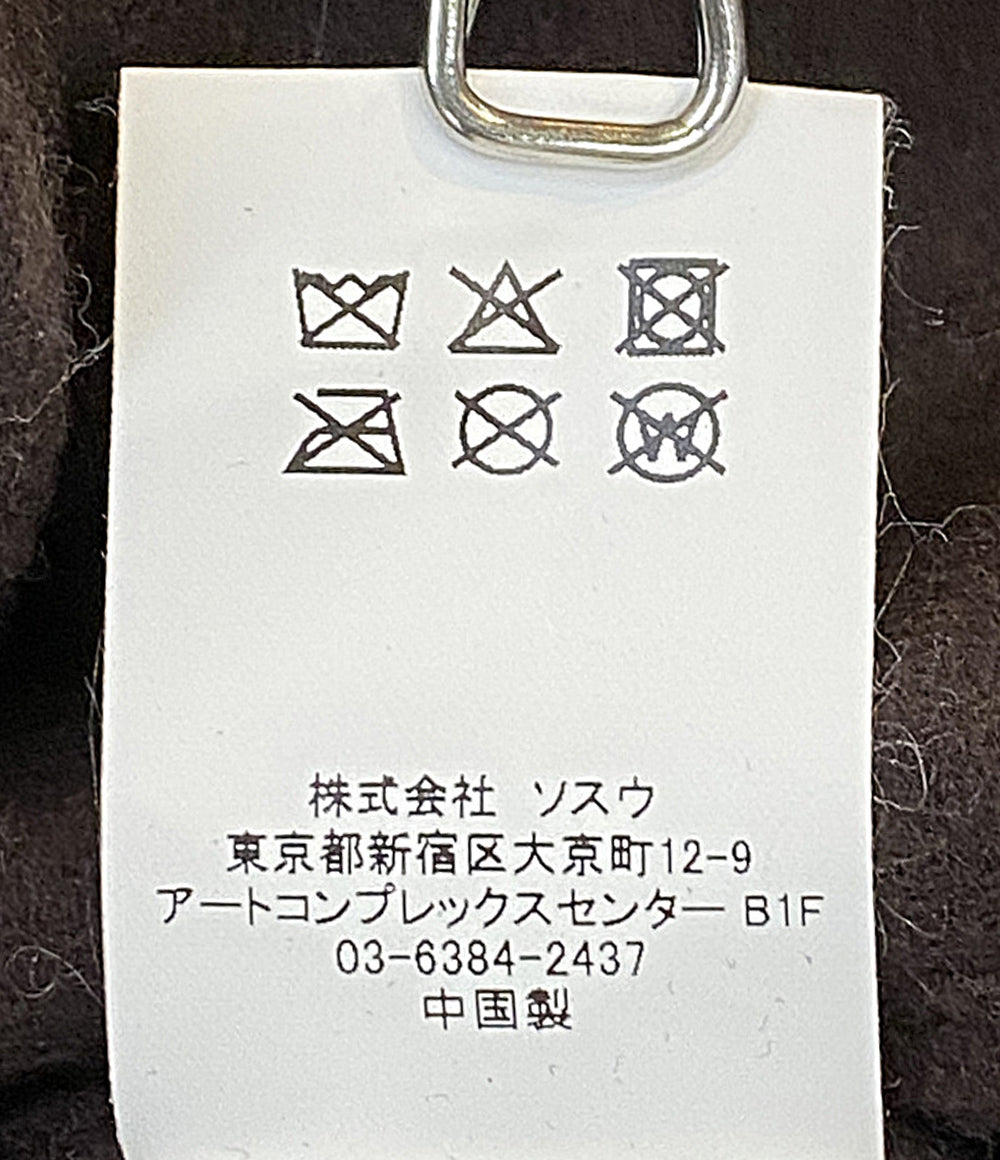 W
株式会社 ソスウ
東京都新宿区大京町12-9
アートコンプレックスセンター B1F
03-6384-2437
中国製